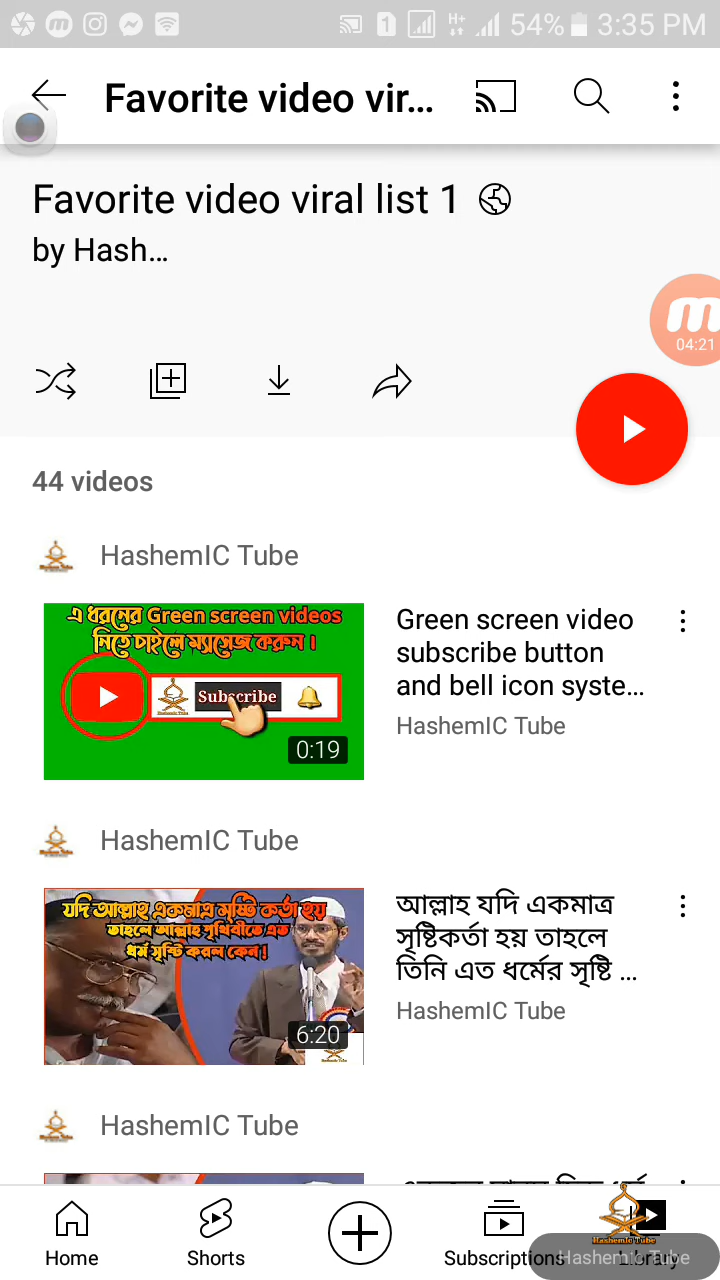 54% 3:35 PM
Favorite video vir...
Favorite video viral list 1
by Hash...
04:21
44 videos
HashemIC Tube
এ ধরনের Green screen videos
নিতে চাইলে ম্যাসেজ করুন ।
Subscribe
0:19
Green screen video
subscribe button
and bell icon syste...
HashemIC Tube
HashemIC Tube
যদি আল্লাহ একমাত্র সৃষ্টি কর্তা হয়
তাহলে আল্লাহ পৃথিবীতে এত
ধর্ম সৃষ্টি করল কেন !
6:20
আল্লাহ যদি একমাত্র
সৃষ্টিকর্তা হয় তাহলে
তিনি এত ধর্মের সৃষ্টি ...
HashemIC Tube
HashemIC Tube
Home
Shorts
Subscriptions
Library
Hashemic Tube